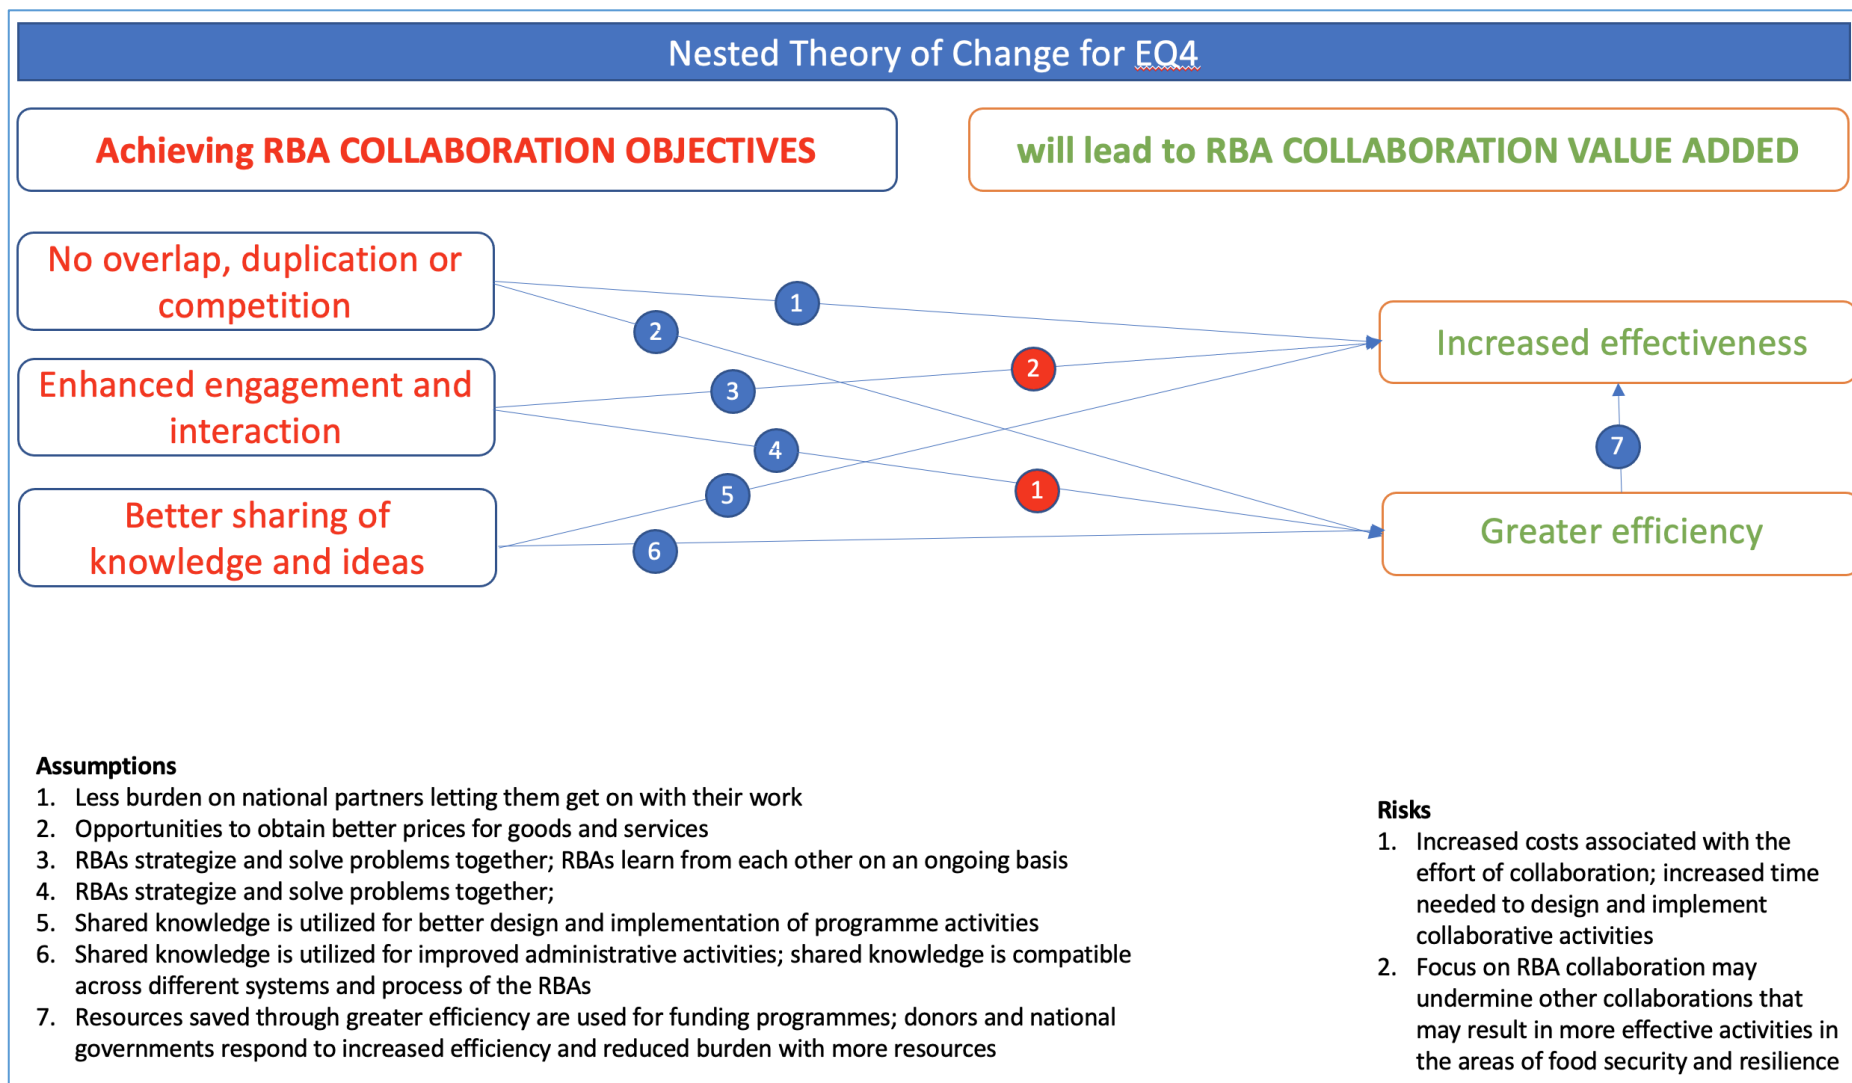 Nested Theory of Change for EQ4
Achieving RBA COLLABORATION OBJECTIVES
will lead to RBA COLLABORATION VALUE ADDED
No overlap, duplication or
competition
Enhanced engagement and
interaction
Better sharing of
knowledge and ideas
1
2
3
2
4
5
1
6
Increased effectiveness
7
Greater efficiency
Assumptions
1. Less burden on national partners letting them get on with their work
2. Opportunities to obtain better prices for goods and services
3. RBAs strategize and solve problems together; RBAs learn from each other on an ongoing basis
4. RBAs strategize and solve problems together;
5. Shared knowledge is utilized for better design and implementation of programme activities
6. Shared knowledge is utilized for improved administrative activities; shared knowledge is compatible
across different systems and process of the RBAs
7. Resources saved through greater efficiency are used for funding programmes; donors and national
governments respond to increased efficiency and reduced burden with more resources
Risks
1. Increased costs associated with the
effort of collaboration; increased time
needed to design and implement
collaborative activities
2. Focus on RBA collaboration may
undermine other collaborations that
may result in more effective activities in
the areas of food security and resilience